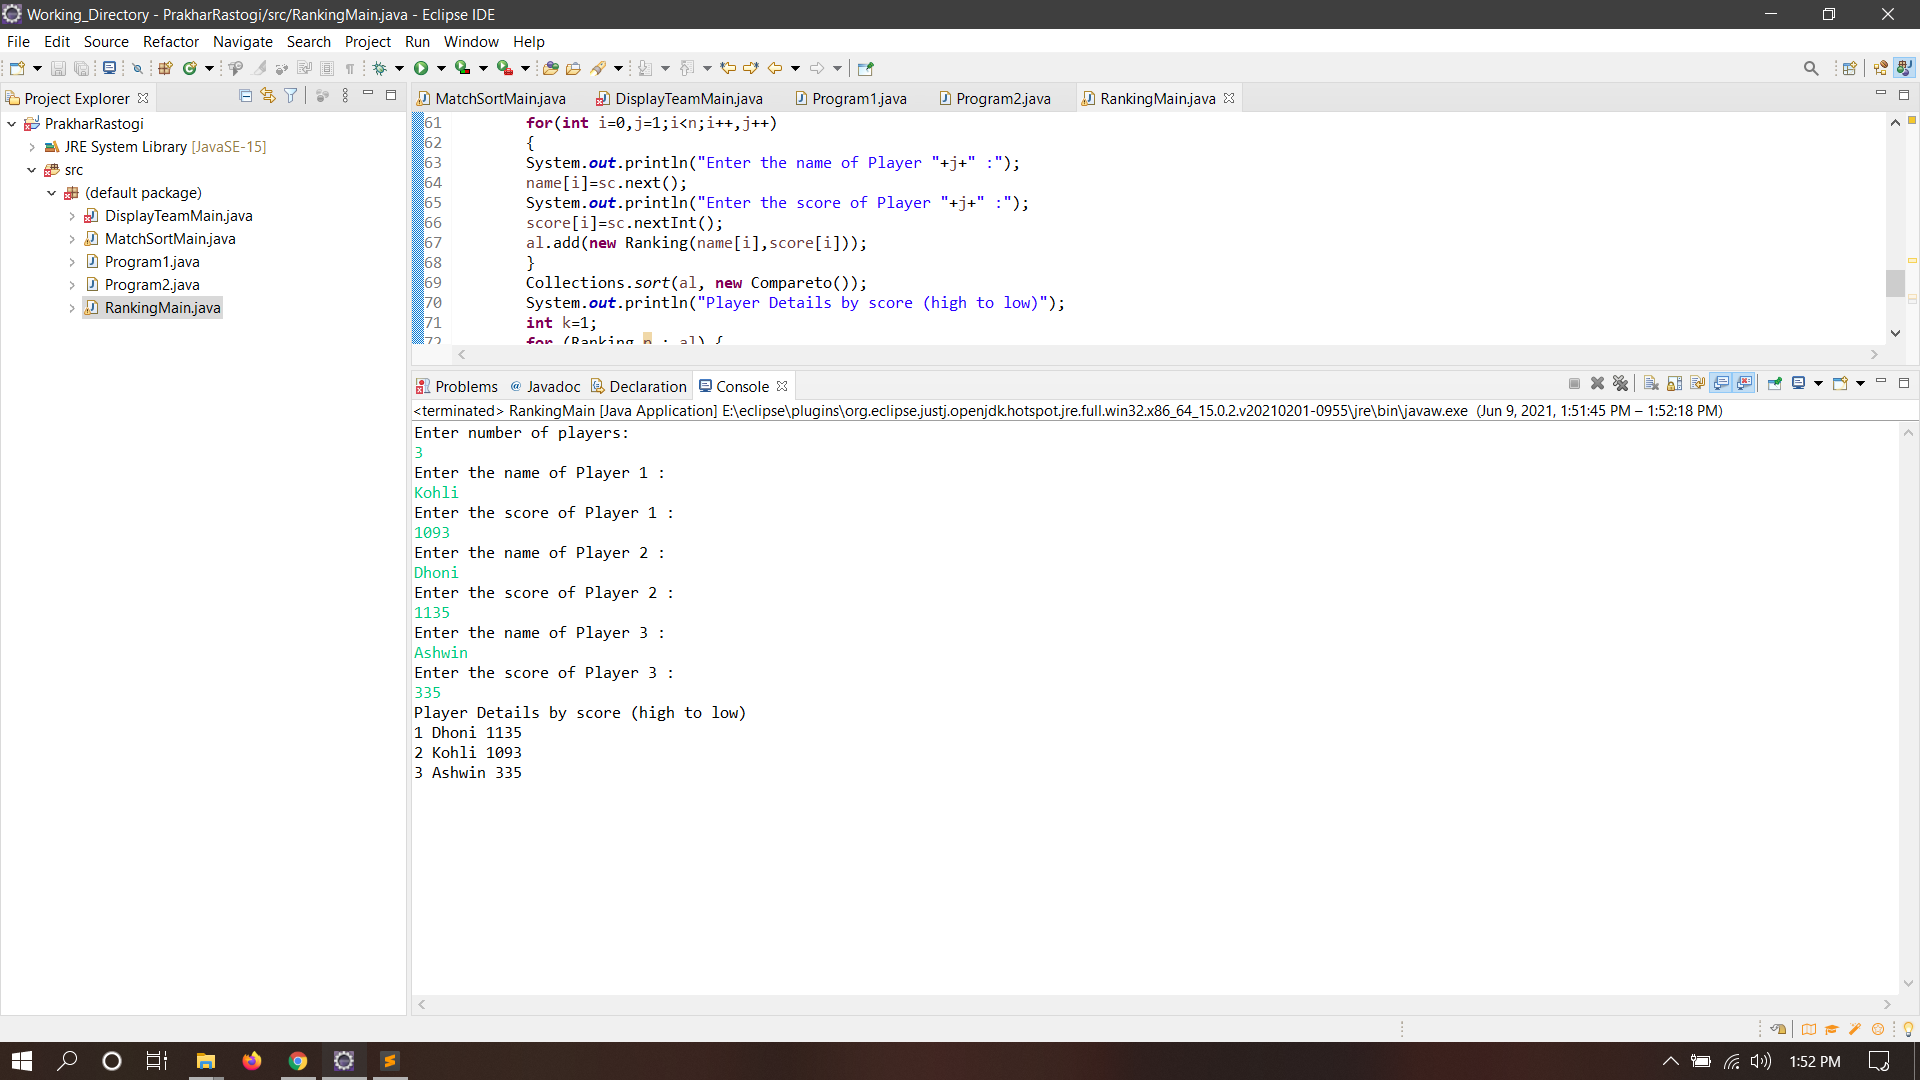 Working_Directory - PrakharRastogi/src/RankingMain.java - Eclipse IDE
File Edit Source Refactor Navigate Search Project Run Window Help
Project Explorer
PrakharRastogi
JRE System Library [JavaSE-15]
src
(default package)
DisplayTeamMain.java
MatchSortMain.java
Program1.java
Program2.java
RankingMain.java
MatchSortMain.java DisplayTeamMain.java Program1.java Program2.java RankingMain.java
61 for(int i=0,j=1;i<n;i++,j++)
62 {
63 System.out.println("Enter the name of Player "+j+" :");
64 name[i]=sc.next();
65 System.out.println("Enter the score of Player "+j+" :");
66 score[i]=sc.nextInt();
67 al.add(new Ranking(name[i],score[i]));
68 }
69 Collections.sort(al, new Compareto());
70 System.out.println("Player Details by score (high to low)");
71 int k=1;
72 for (Ranking p : al) {
Problems @ Javadoc Declaration Console
<terminated> RankingMain [Java Application] E:\eclipse\plugins\org.eclipse.justj.openjdk.hotspot.jre.full.win32.x86_64_15.0.2.v20210201-0955\jre\bin\javaw.exe (Jun 9, 2021, 1:51:45 PM – 1:52:18 PM)
Enter number of players:
3
Enter the name of Player 1 :
Kohli
Enter the score of Player 1 :
1093
Enter the name of Player 2 :
Dhoni
Enter the score of Player 2 :
1135
Enter the name of Player 3 :
Ashwin
Enter the score of Player 3 :
335
Player Details by score (high to low)
1 Dhoni 1135
2 Kohli 1093
3 Ashwin 335
1:52 PM